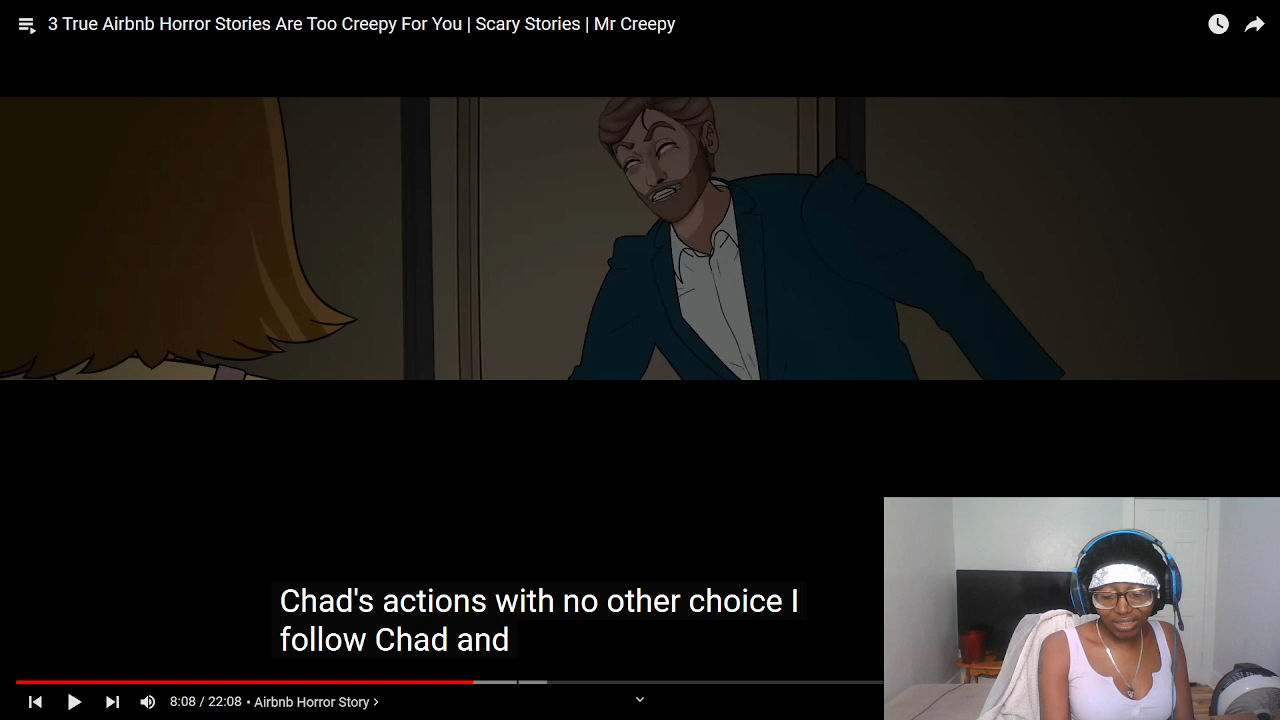 3 True Airbnb Horror Stories Are Too Creepy For You | Scary Stories | Mr Creepy
Chad's actions with no other choice I
follow Chad and
8:08 / 22:08 • Airbnb Horror Story >